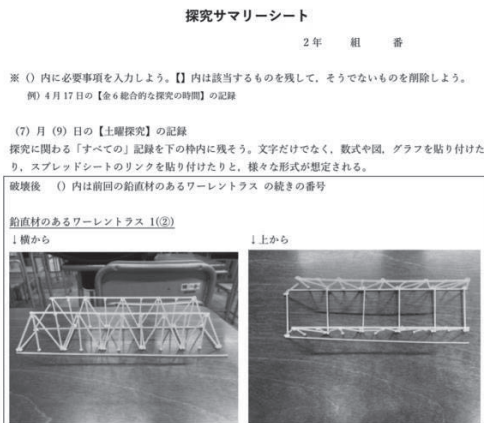 探究サマリーシート
2年　組　番
※（）内に必要事項を入力しよう。【】内は該当するものを残して，そうでないものを削除しよう。
例）4月17日の【金6総合的な探究の時間】の記録
（7）月（9）日の【土曜探究】の記録
探究に関わる「すべての」記録を下の枠内に残そう。文字だけでなく，数式や図，グラフを貼り付けた
り，スプレッドシートのリンクを貼り付けたりと，様々な形式が想定される。
破壊後　（）内は前回の鉛直材のあるワーレントラス の続きの番号
鉛直材のあるワーレントラス 1(②)
↓横から
↓上から